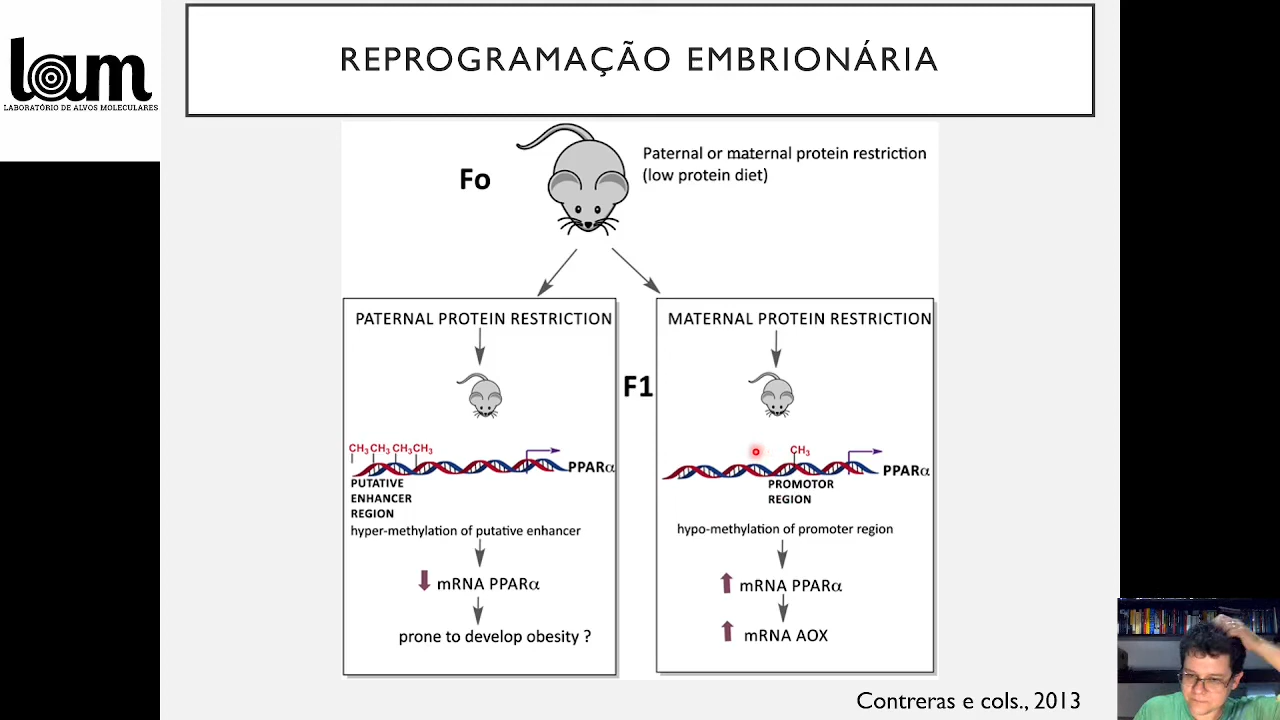 lam
LABORATÓRIO DE ALVOS MOLECULARES
REPROGRAMAÇÃO EMBRIONÁRIA
Fo
Paternal or maternal protein restriction
(low protein diet)
PATERNAL PROTEIN RESTRICTION
CH3 CH3 CH3 CH3
PPARα
PUTATIVE
ENHANCER
REGION
hyper-methylation of putative enhancer
mRNA PPARα
prone to develop obesity ?
F1
MATERNAL PROTEIN RESTRICTION
CH3
PPARα
PROMOTOR
REGION
hypo-methylation of promoter region
mRNA PPARα
mRNA AOX
Contreras e cols., 2013